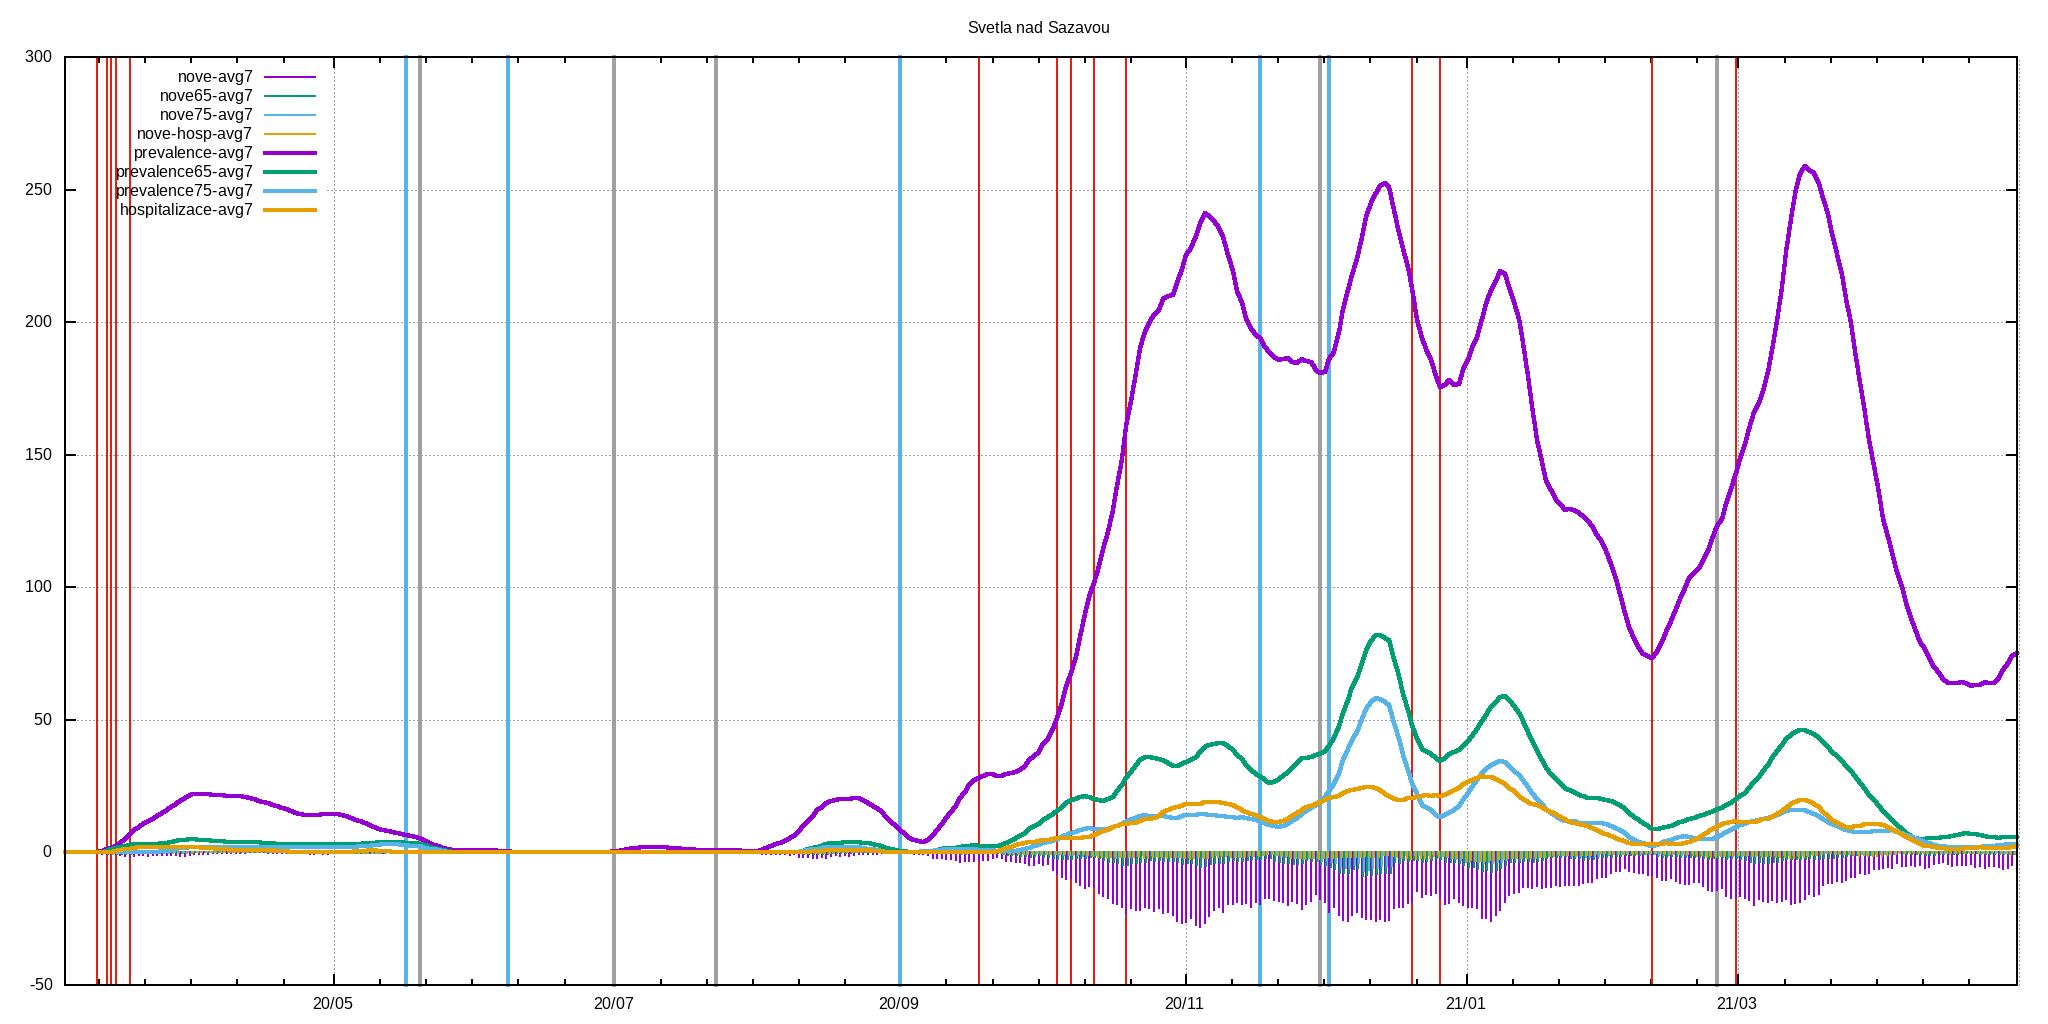 Svetla nad Sazavou
300
250
200
150
100
50
0
-50
nove-avg7
nove65-avg7
nove75-avg7
nove-hosp-avg7
prevalence-avg7
prevalence65-avg7
prevalence75-avg7
hospitalizace-avg7
20/05
20/07
20/09
20/11
21/01
21/03